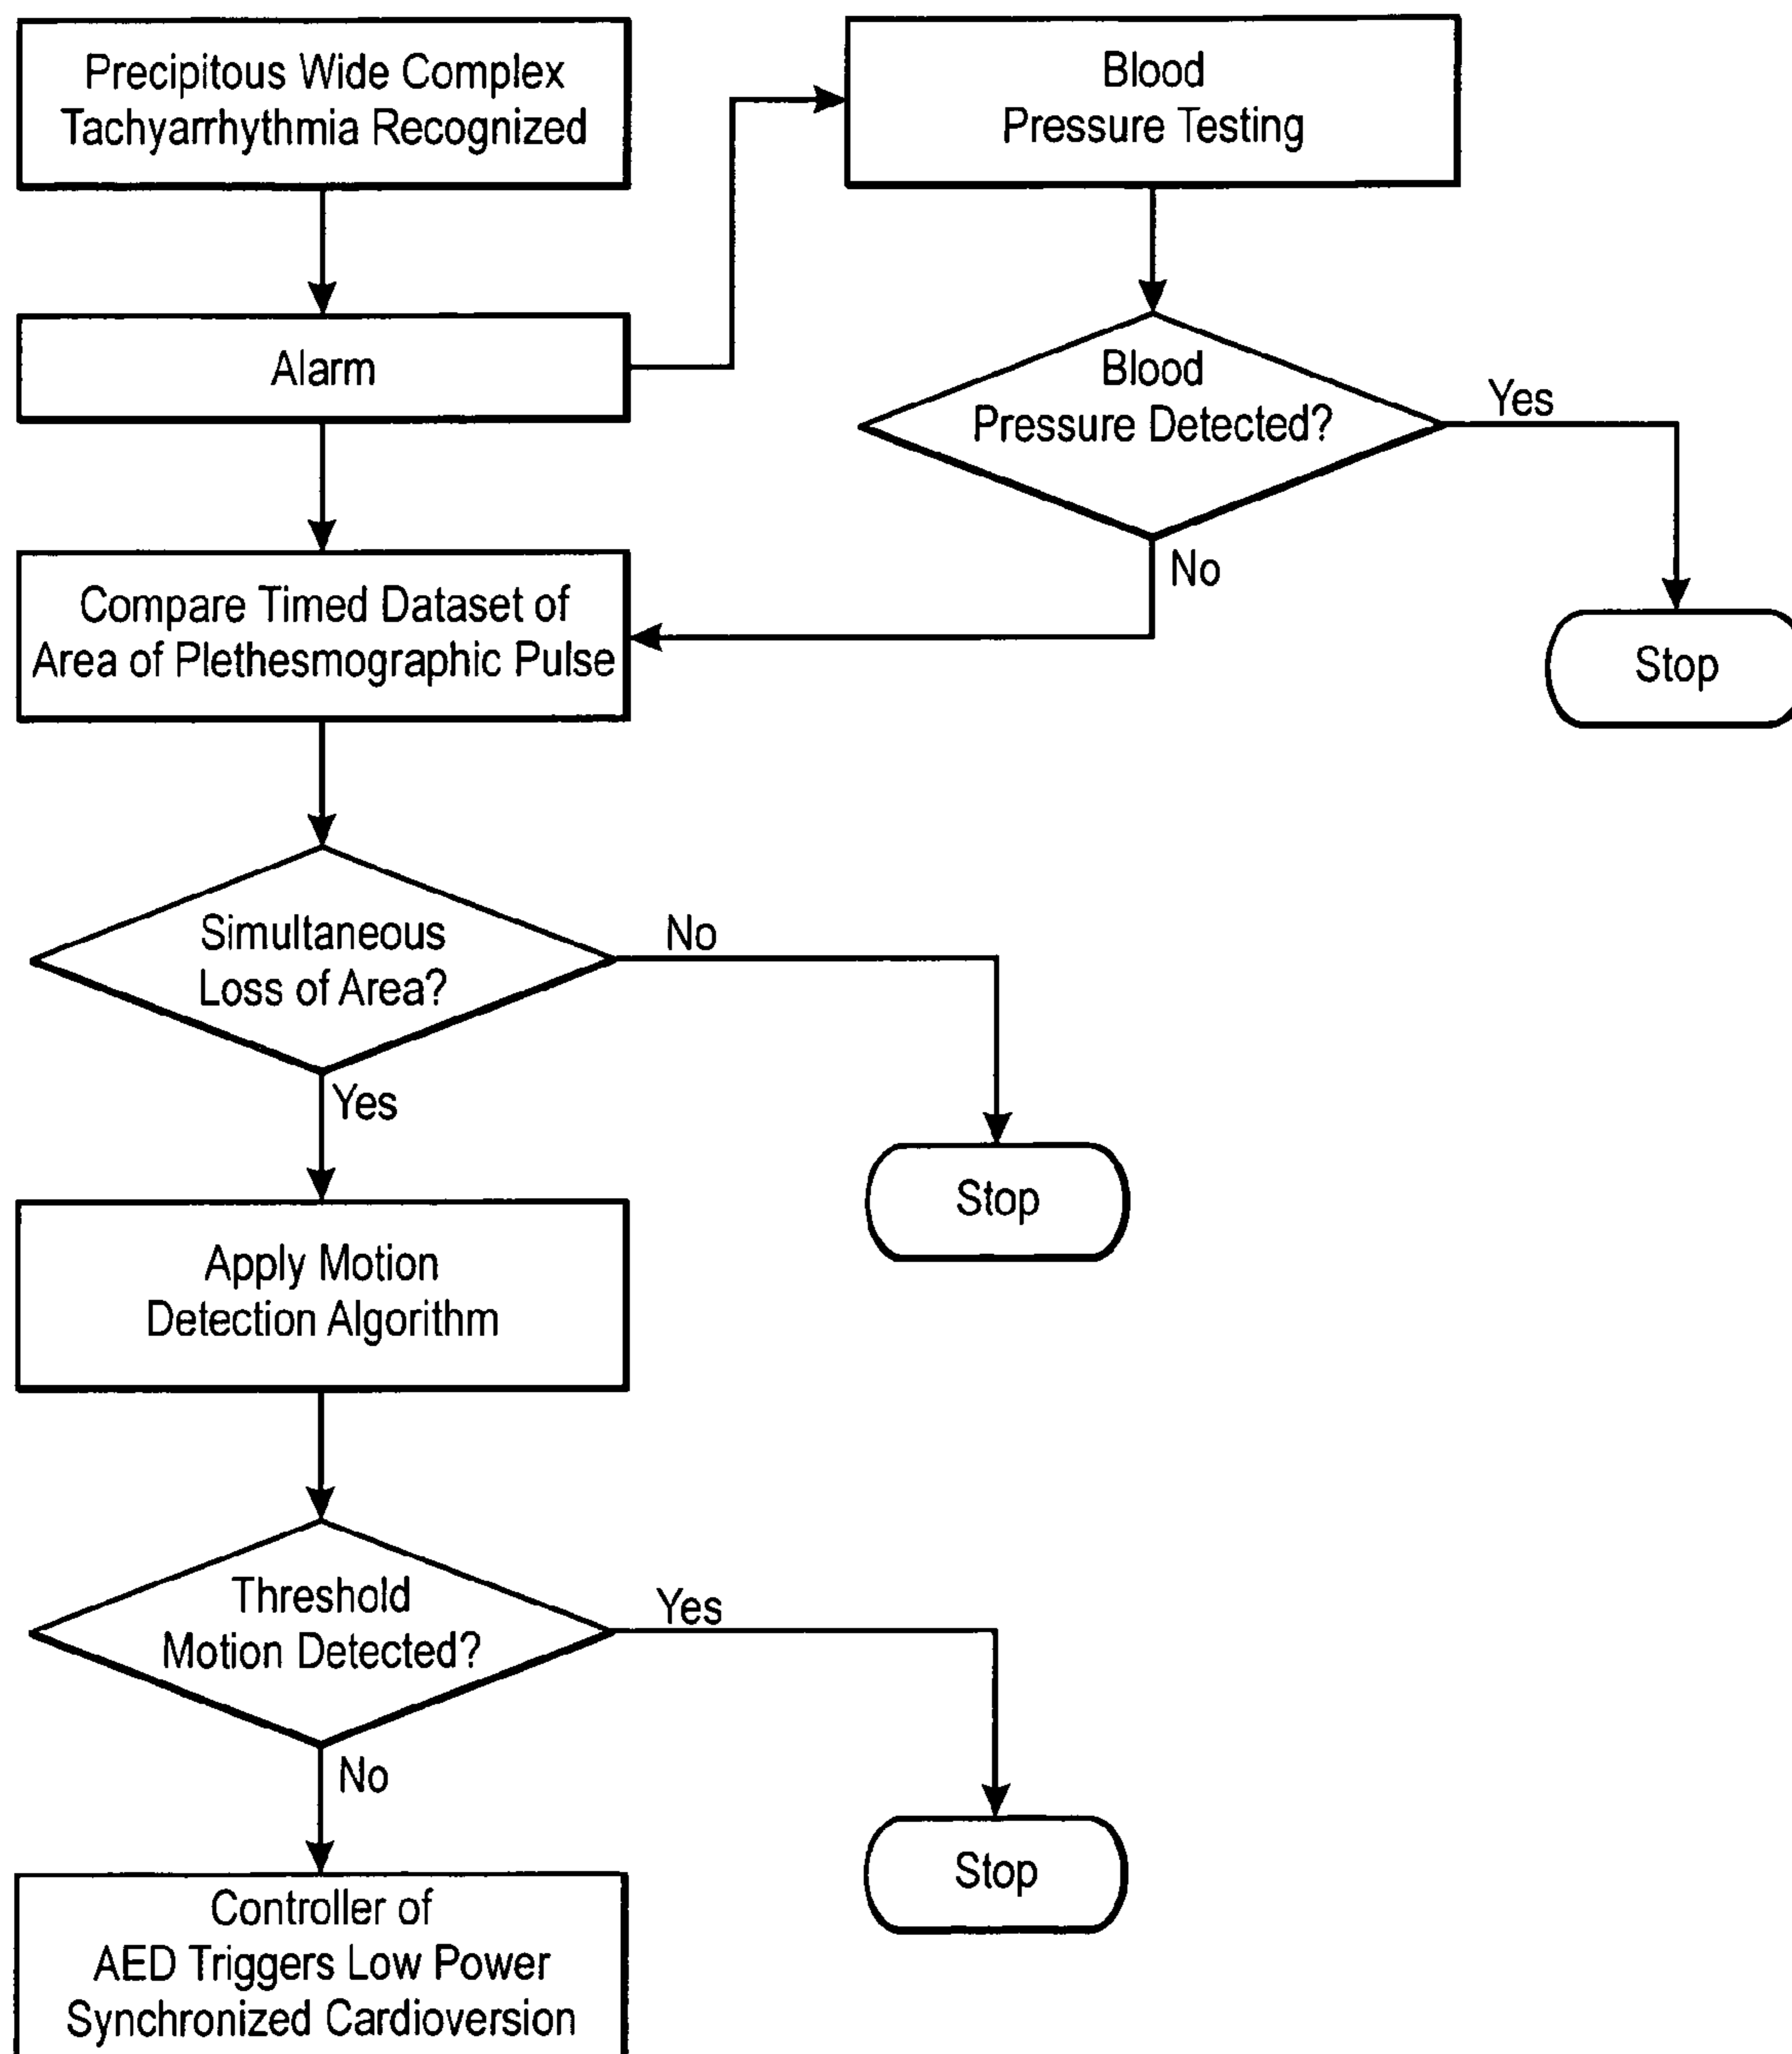 Precipitous Wide Complex
Tachyarrhythmia Recognized
Blood
Pressure Testing
Alarm
Blood
Pressure Detected?
Yes
No
Compare Timed Dataset of
Area of Plethesmographic Pulse
Stop
Simultaneous
Loss of Area?
No
Yes
Stop
Apply Motion
Detection Algorithm
Threshold
Motion Detected?
Yes
No
Stop
Controller of
AED Triggers Low Power
Synchronized Cardioversion